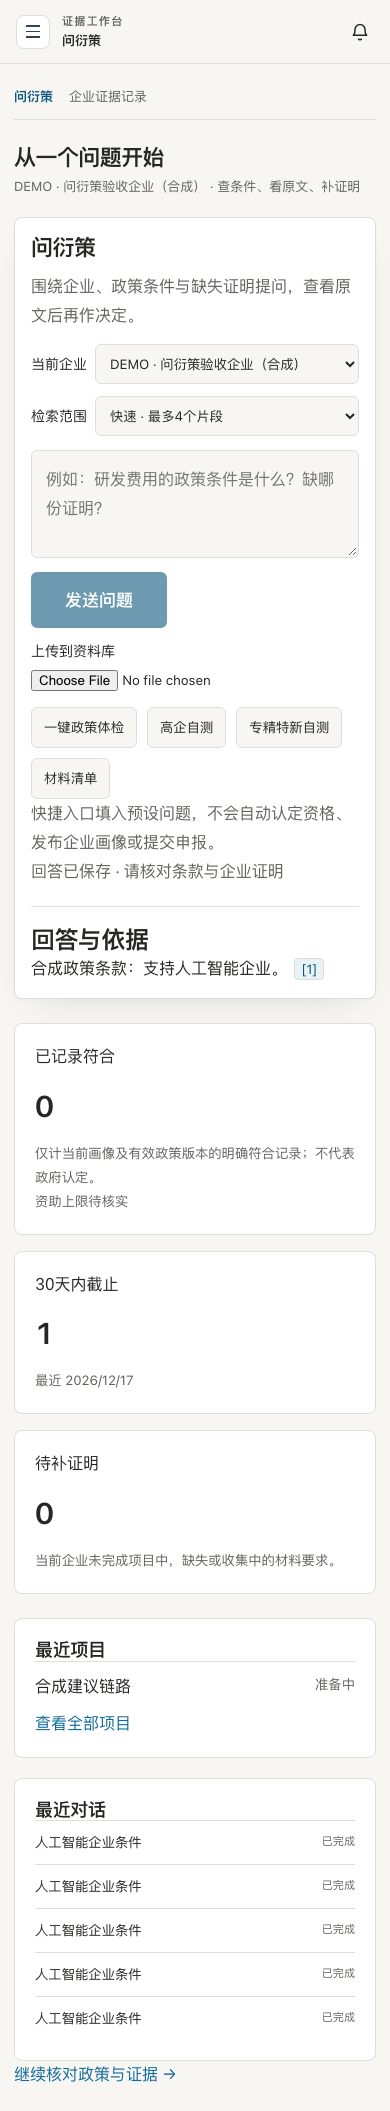 证据工作台
问衍策
问衍策 企业证据记录
从一个问题开始
DEMO · 问衍策验收企业（合成） · 查条件、看原文、补证明
问衍策
围绕企业、政策条件与缺失证明提问，查看原
文后再作决定。
当前企业 DEMO · 问衍策验收企业（合成）
检索范围 快速 · 最多4个片段
例如：研发费用的政策条件是什么？缺哪
份证明？
发送问题
上传到资料库
Choose File No file chosen
一键政策体检 高企自测 专精特新自测
材料清单
快捷入口填入预设问题，不会自动认定资格、
发布企业画像或提交申报。
回答已保存 · 请核对条款与企业证明
回答与依据
合成政策条款：支持人工智能企业。 [1]
已记录符合
0
仅计当前画像及有效政策版本的明确符合记录；不代表
政府认定。
资助上限待核实
30天内截止
1
最近 2026/12/17
待补证明
0
当前企业未完成项目中，缺失或收集中的材料要求。
最近项目
合成建议链路 准备中
查看全部项目
最近对话
人工智能企业条件 已完成
人工智能企业条件 已完成
人工智能企业条件 已完成
人工智能企业条件 已完成
人工智能企业条件 已完成
继续核对政策与证据 →